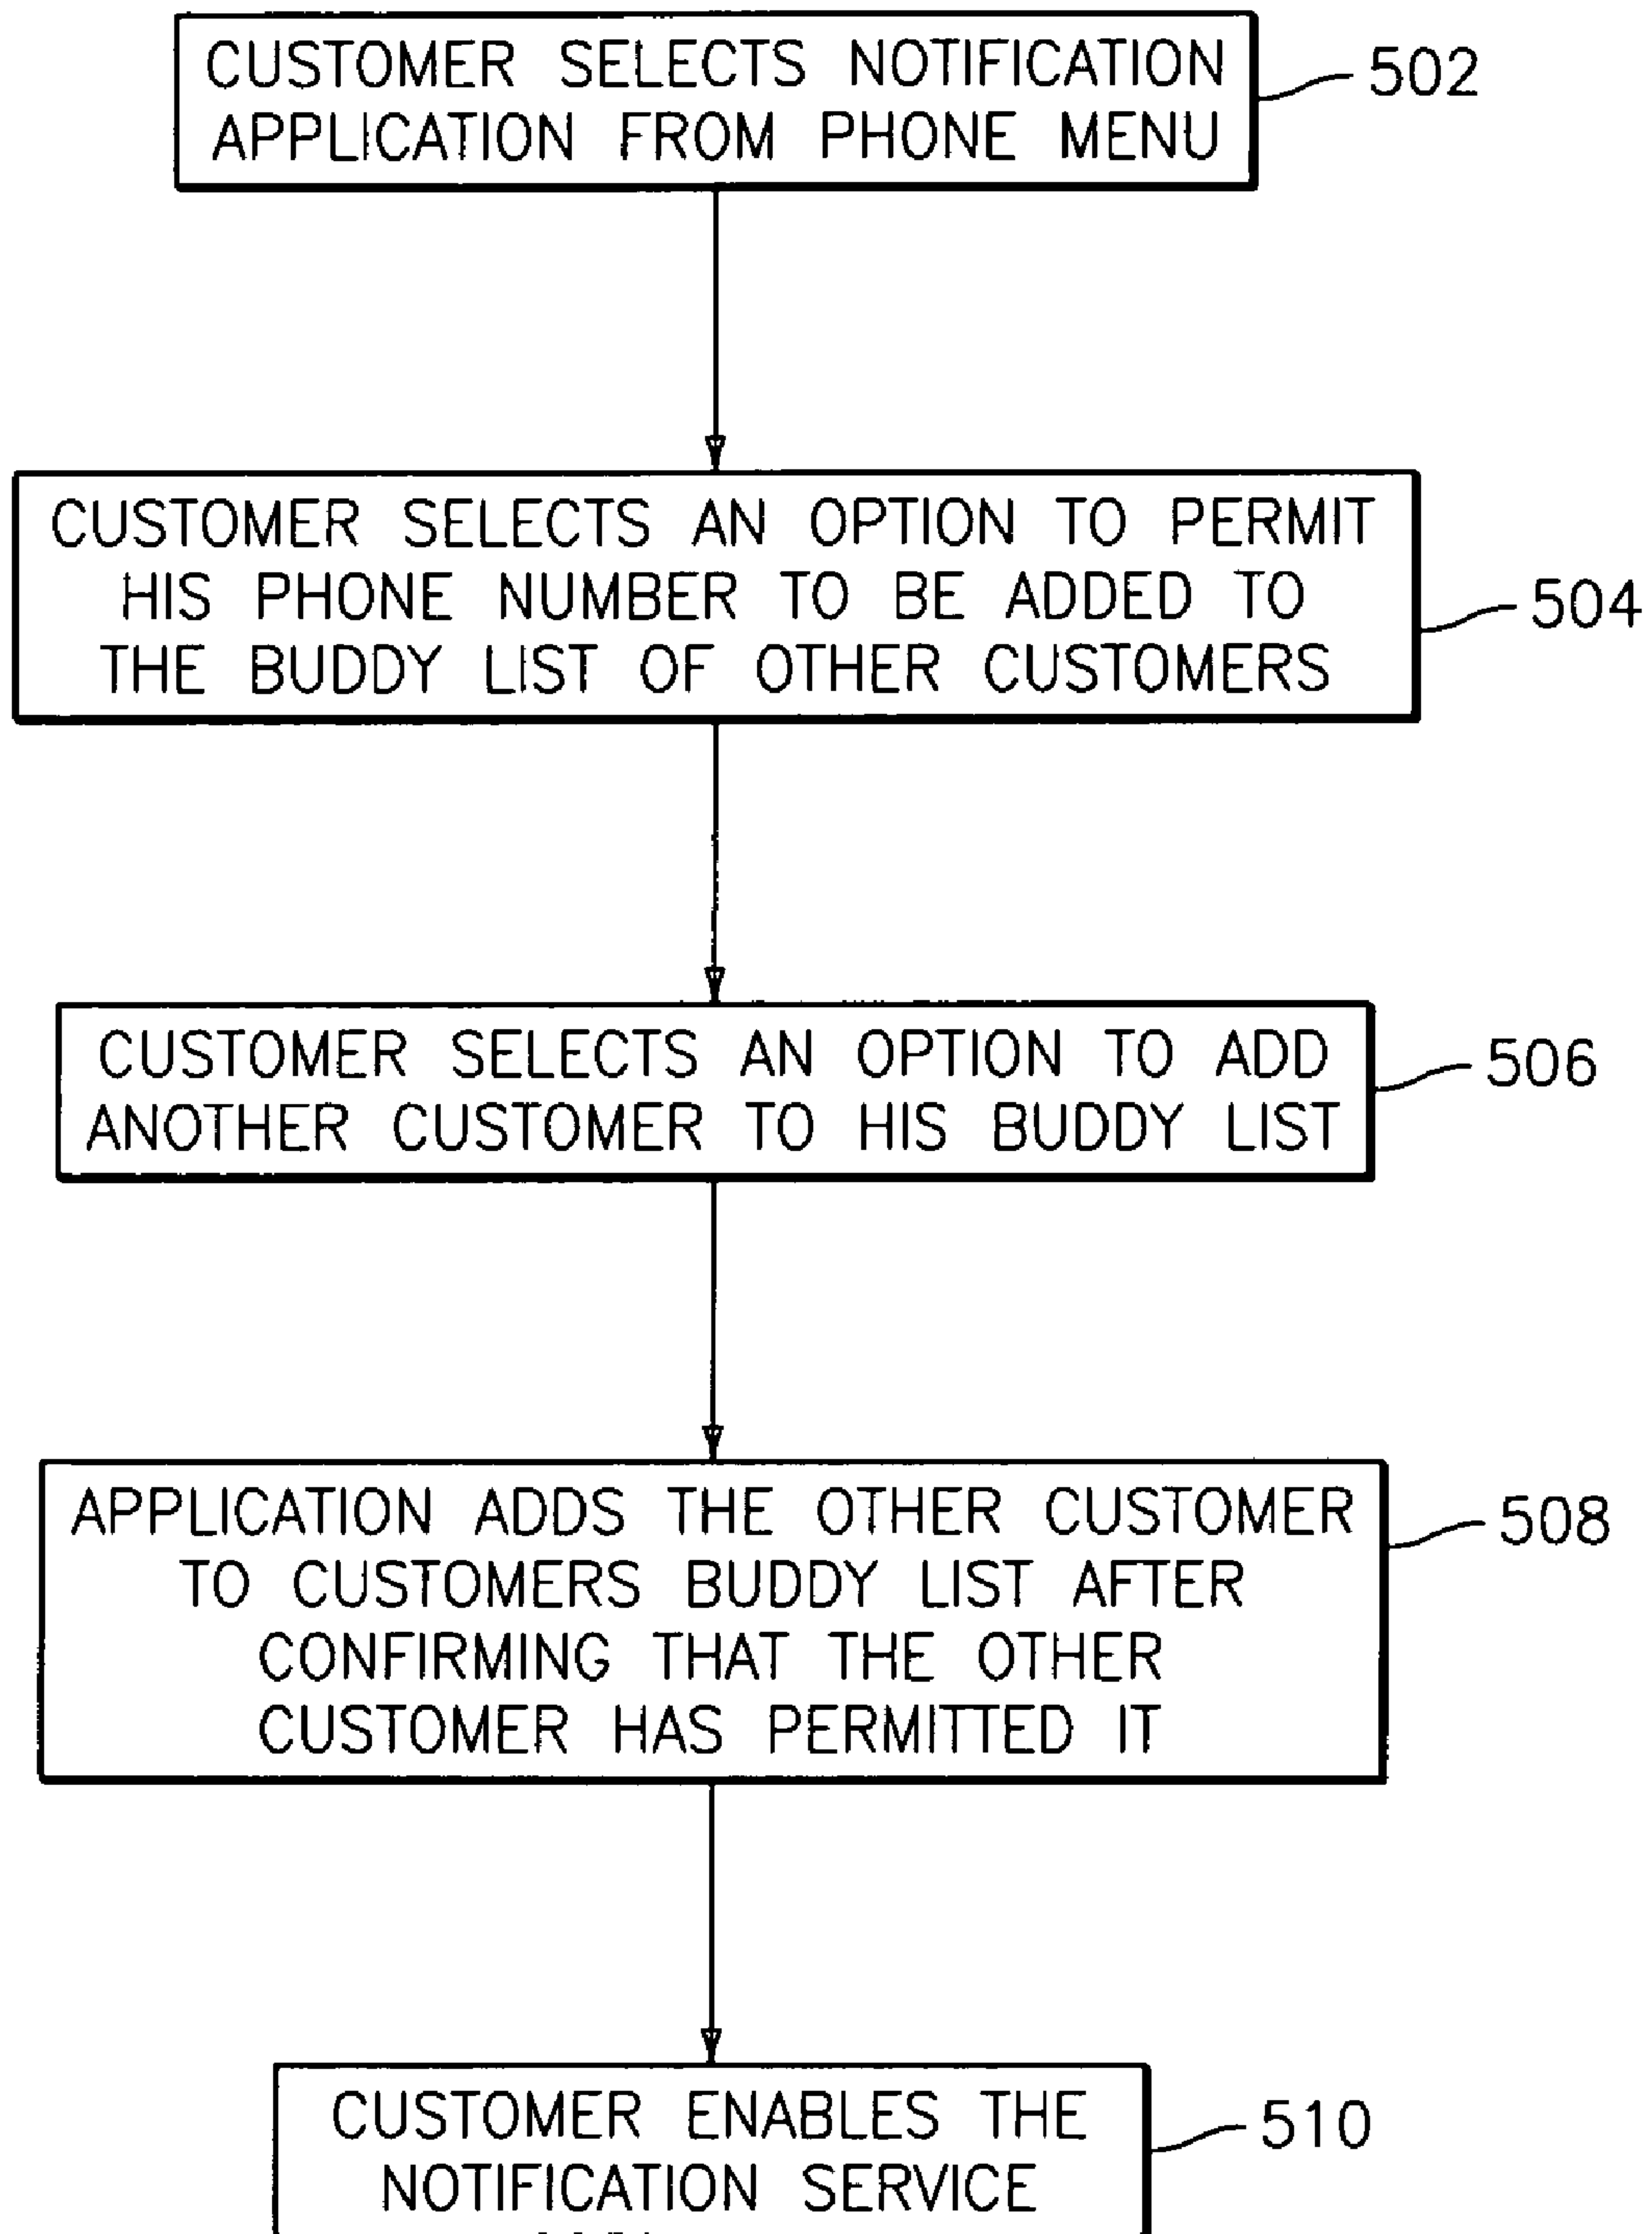 CUSTOMER SELECTS NOTIFICATION
APPLICATION FROM PHONE MENU
502
CUSTOMER SELECTS AN OPTION TO PERMIT
HIS PHONE NUMBER TO BE ADDED TO
THE BUDDY LIST OF OTHER CUSTOMERS
504
CUSTOMER SELECTS AN OPTION TO ADD
ANOTHER CUSTOMER TO HIS BUDDY LIST
506
APPLICATION ADDS THE OTHER CUSTOMER
TO CUSTOMERS BUDDY LIST AFTER
CONFIRMING THAT THE OTHER
CUSTOMER HAS PERMITTED IT
508
CUSTOMER ENABLES THE
NOTIFICATION SERVICE
510